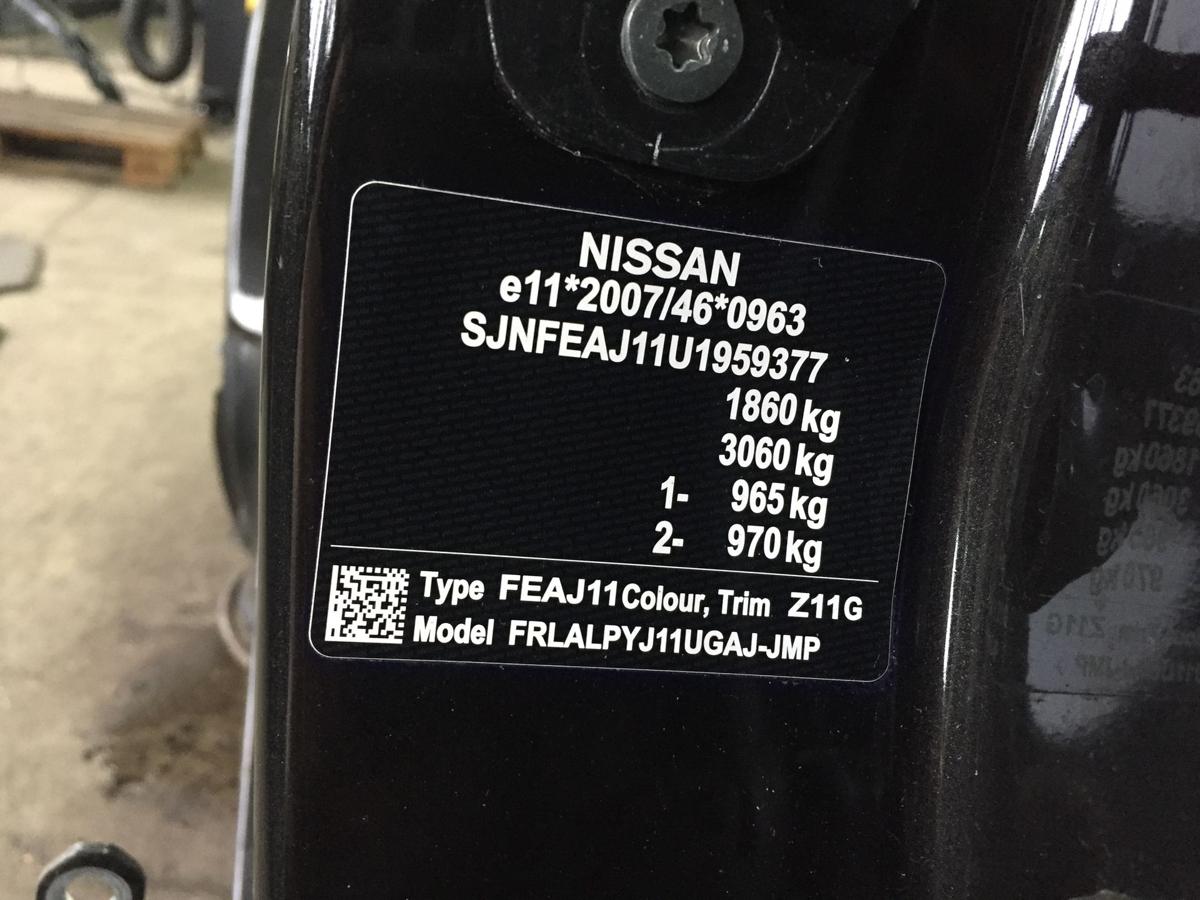 NISSAN
e11*2007/46*0963
SJNFEAJ11U1959377
1860 kg
3060 kg
1- 965 kg
2- 970 kg
Type FEAJ11 Colour, Trim Z11G
Model FRLALPYJ11UGAJ-JMP